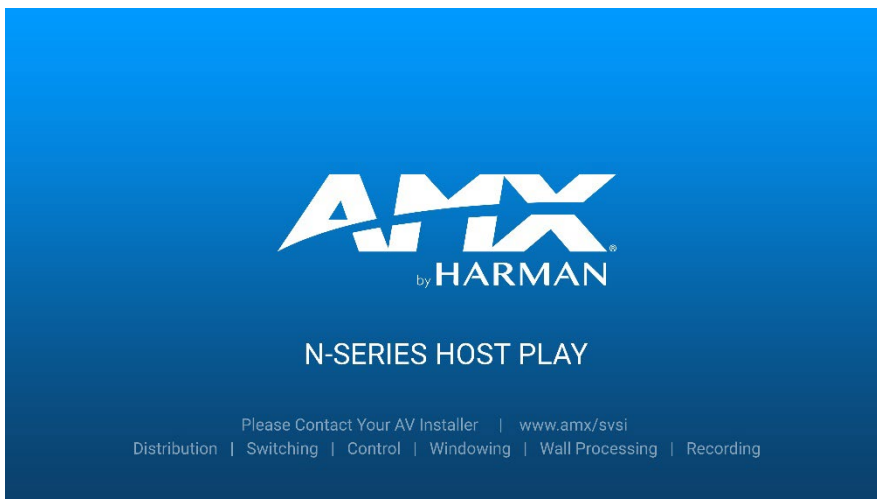 AMX®
by HARMAN
N-SERIES HOST PLAY
Please Contact Your AV Installer | www.amx/svsi
Distribution | Switching | Control | Windowing | Wall Processing | Recording